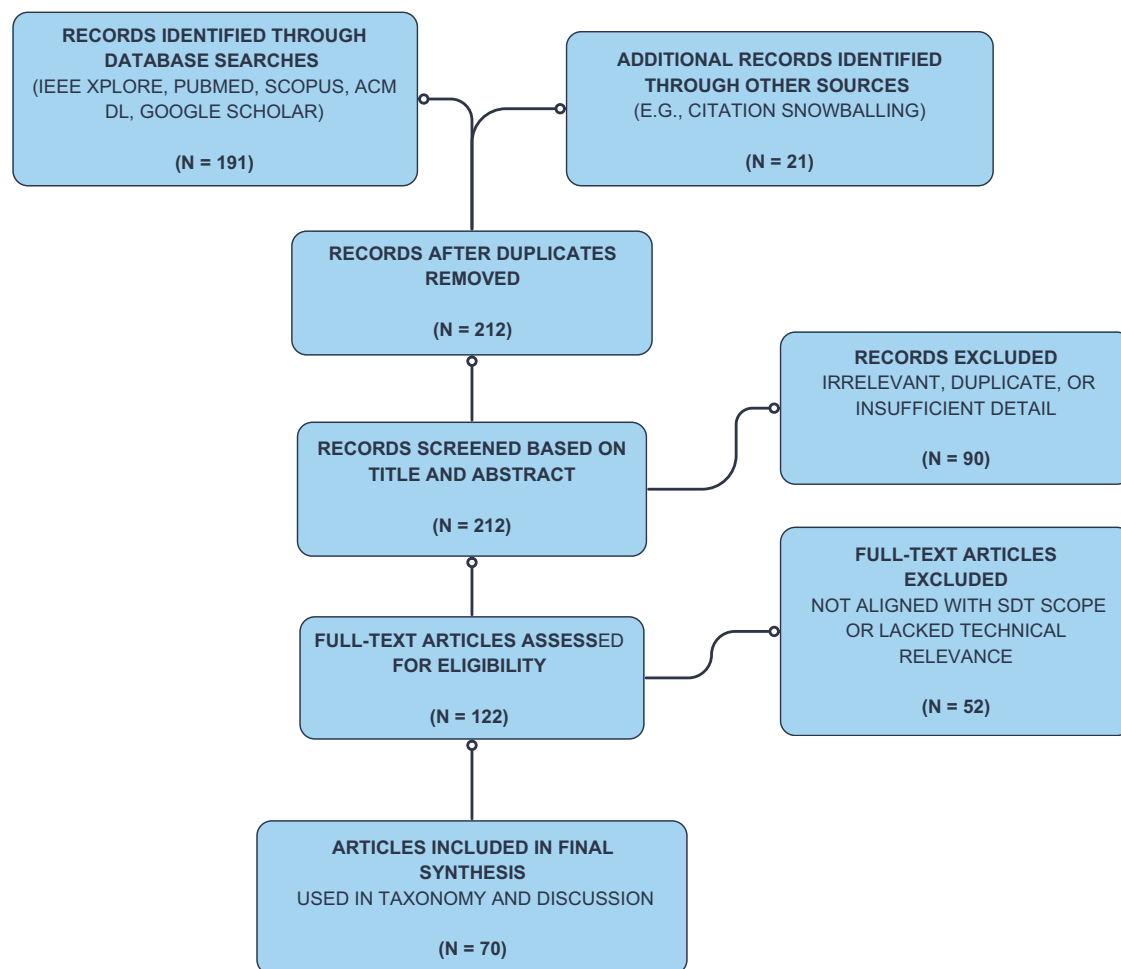 RECORDS IDENTIFIED THROUGH
DATABASE SEARCHES
(IEEE XPLORE, PUBMED, SCOPUS, ACM
DL, GOOGLE SCHOLAR)
(N = 191)
ADDITIONAL RECORDS IDENTIFIED
THROUGH OTHER SOURCES
(E.G., CITATION SNOWBALLING)
(N = 21)
RECORDS AFTER DUPLICATES
REMOVED
(N = 212)
RECORDS EXCLUDED
IRRELEVANT, DUPLICATE, OR
INSUFFICIENT DETAIL
(N = 90)
RECORDS SCREENED BASED ON
TITLE AND ABSTRACT
(N = 212)
FULL-TEXT ARTICLES
EXCLUDED
NOT ALIGNED WITH SDT SCOPE
OR LACKED TECHNICAL
RELEVANCE
(N = 52)
FULL-TEXT ARTICLES ASSESSED
FOR ELIGIBILITY
(N = 122)
ARTICLES INCLUDED IN FINAL
SYNTHESIS
USED IN TAXONOMY AND DISCUSSION
(N = 70)